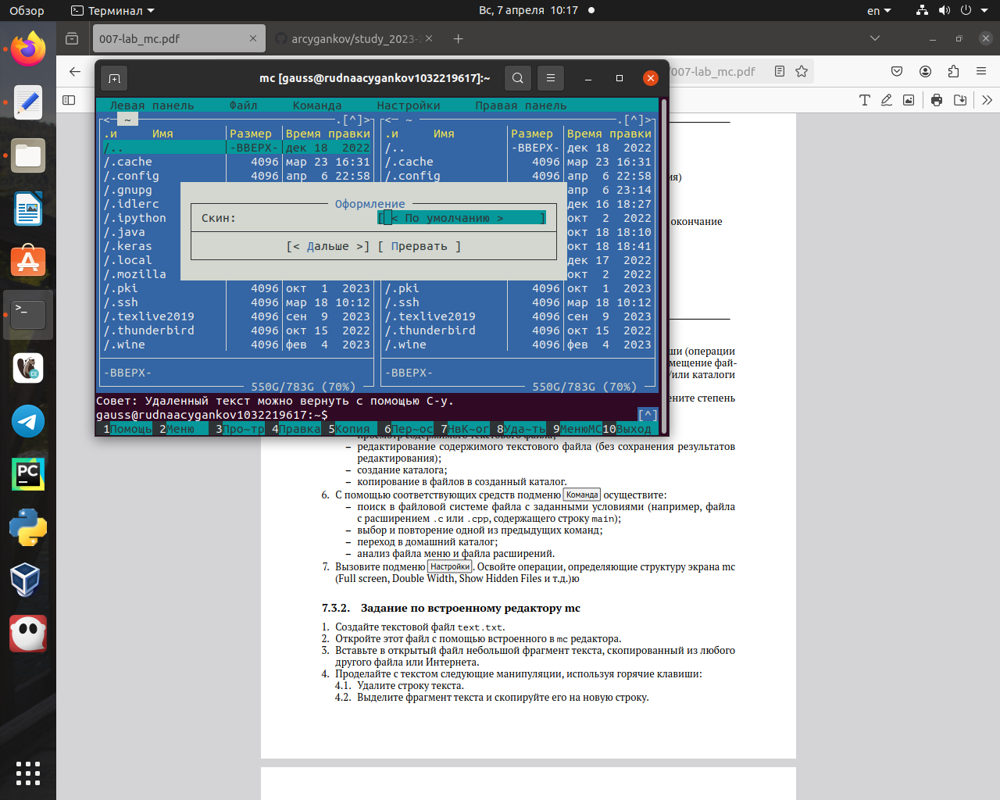 Обзор
Терминал
Вс, 7 апреля 10:17
en
007-lab_mc.pdf
arcygankov/study_2023-2
/007-lab_mc.pdf
mc [gauss@rudnaacygankov1032219617]:~
Левая панель Файл Команда Настройки Правая панель
<─ ~ .[^]> <─ ~ .[^]>
.и Имя Размер Время правки .и Имя Размер Время правки
/.. -ВВЕРХ- дек 18 2022 /.. -ВВЕРХ- дек 18 2022
/.cache 4096 мар 23 16:31 /.cache 4096 мар 23 16:31
/.config 4096 апр 6 22:58 /.config 4096 апр 6 22:58
/.gnupg апр 6 23:14
/.idlerc дек 16 18:27
/.ipython окт 2 2022
/.java окт 18 18:10
/.keras окт 18 18:41
/.local дек 17 2022
/.mozilla окт 2 2022
/.pki 4096 окт 1 2023 /.pki 4096 окт 1 2023
/.ssh 4096 мар 18 10:12 /.ssh 4096 мар 18 10:12
/.texlive2019 4096 сен 9 2023 /.texlive2019 4096 сен 9 2023
/.thunderbird 4096 окт 15 2022 /.thunderbird 4096 окт 15 2022
/.wine 4096 фев 4 2023 /.wine 4096 фев 4 2023
-ВВЕРХ- -ВВЕРХ-
550G/783G (70%) 550G/783G (70%)
Оформление
Скин: [ < По умолчанию > ]
[< Дальше >] [ Прервать ]
Совет: Удаленный текст можно вернуть с помощью C-y.
gauss@rudnaacygankov1032219617:~$ [^]
1Помощь 2Меню 3Про~тр 4Правка 5Копия 6Пер~ос 7НвК~ог 8Уда~ть 9МенюMC 10Выход
ия)
окончание
ши (операции
мещение фай-
/или каталоги
ените степень
– просмотр содержимого текстового файла;
– редактирование содержимого текстового файла (без сохранения результатов
редактирования);
– создание каталога;
– копирование в файлов в созданный каталог.
6. С помощью соответствующих средств подменю Команда осуществите:
– поиск в файловой системе файла с заданными условиями (например, файла
с расширением .c или .cpp, содержащего строку main);
– выбор и повторение одной из предыдущих команд;
– переход в домашний каталог;
– анализ файла меню и файла расширений.
7. Вызовите подменю Настройки. Освойте операции, определяющие структуру экрана mc
(Full screen, Double Width, Show Hidden Files и т.д.)ю
7.3.2. Задание по встроенному редактору mc
1. Создайте текстовой файл text.txt.
2. Откройте этот файл с помощью встроенного в mc редактора.
3. Вставьте в открытый файл небольшой фрагмент текста, скопированный из любого
другого файла или Интернета.
4. Проделайте с текстом следующие манипуляции, используя горячие клавиши:
4.1. Удалите строку текста.
4.2. Выделите фрагмент текста и скопируйте его на новую строку.